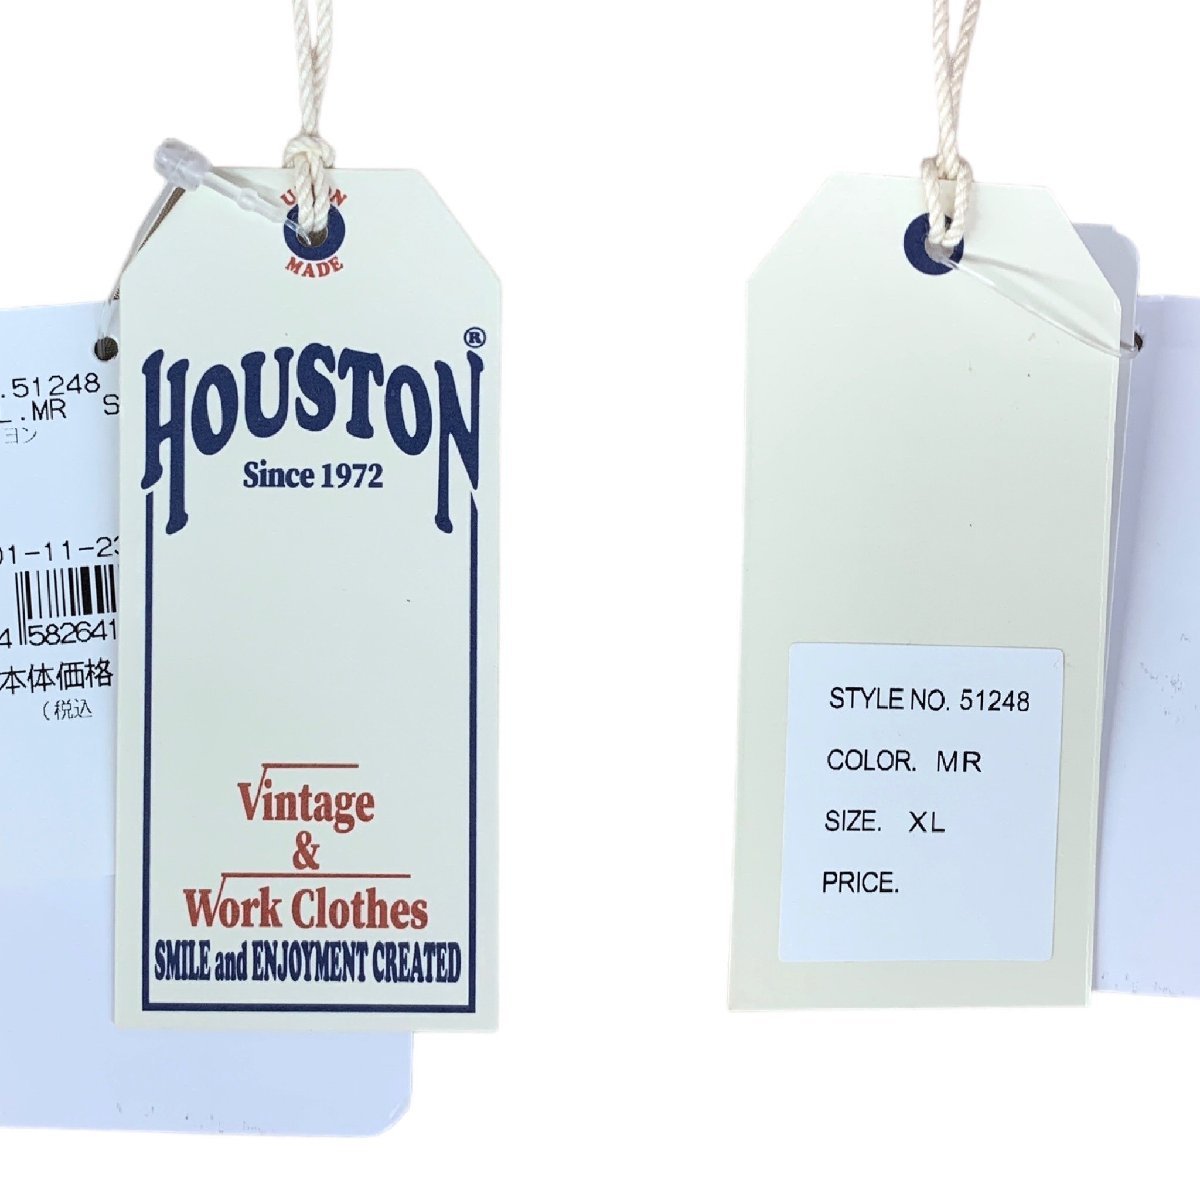 .51248
L.MR S
ヨン
01-11-23
4 582641
本体価格
(税込
UNION
MADE
HOUSTON®
Since 1972
Vintage
&
Work Clothes
SMILE and ENJOYMENT CREATED
STYLE NO. 51248
COLOR. MR
SIZE. XL
PRICE.